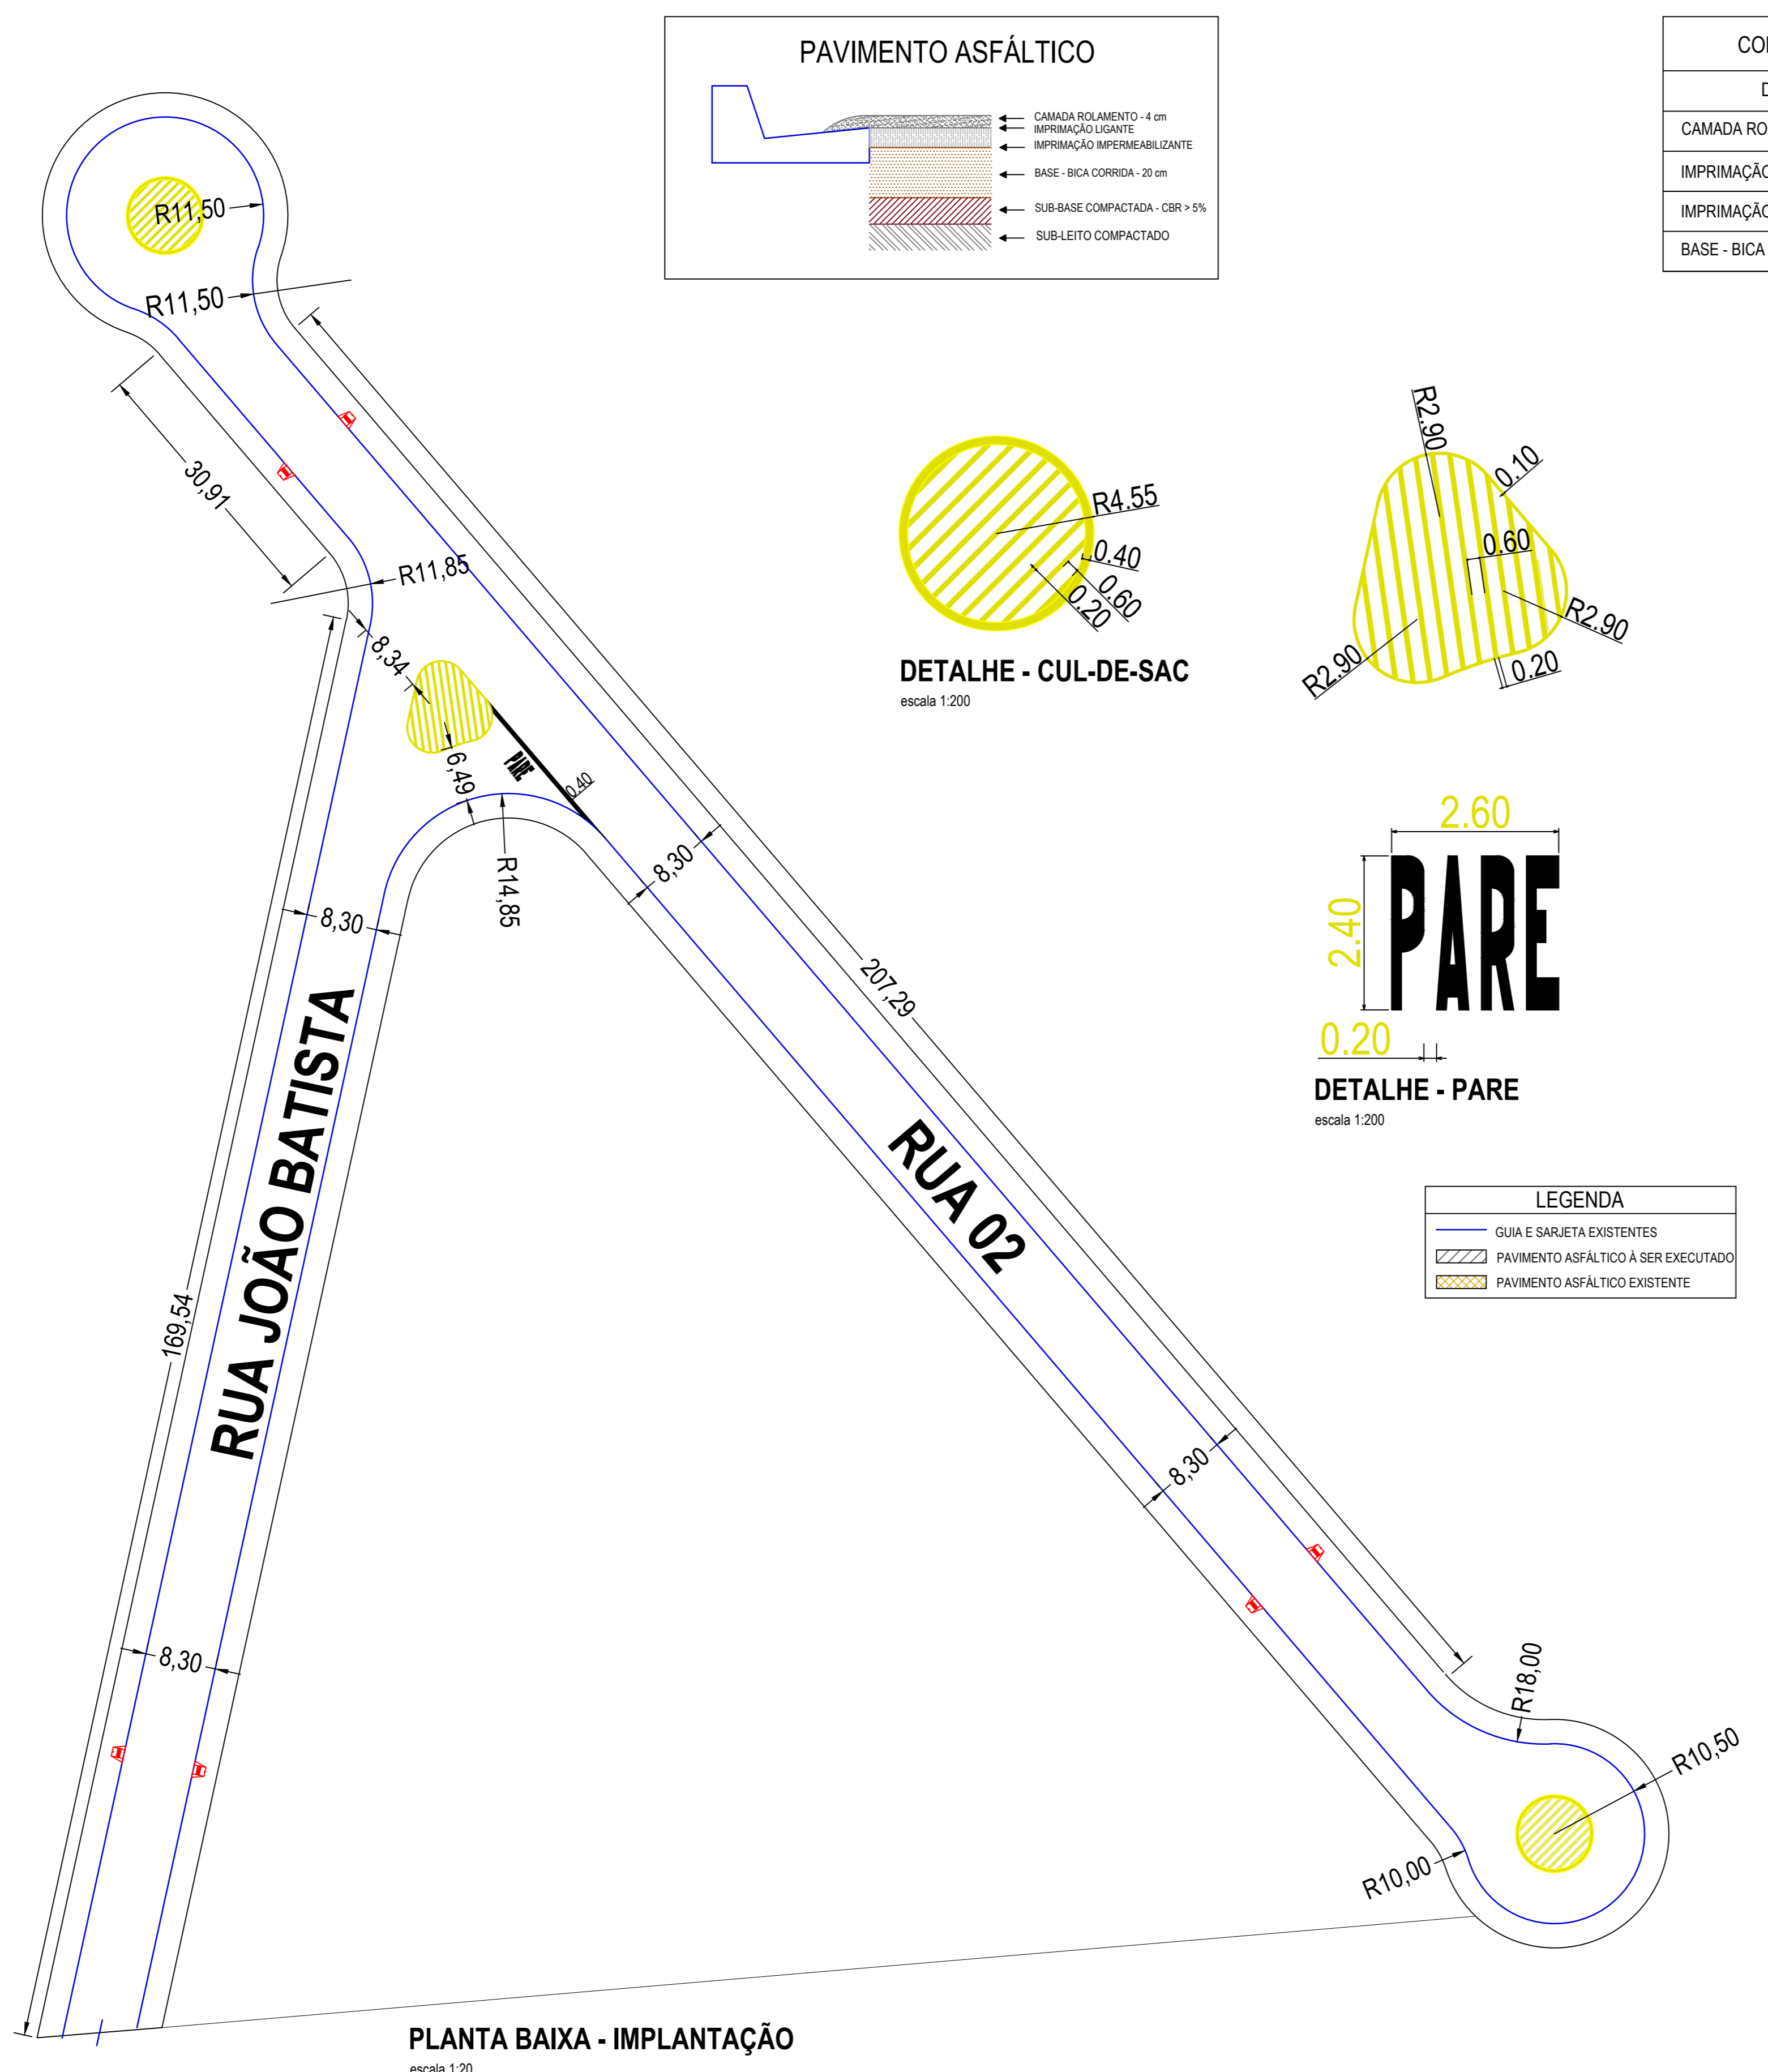 PAVIMENTO ASFÁLTICO
CAMADA ROLAMENTO - 4 cm
IMPRIMAÇÃO LIGANTE
IMPRIMAÇÃO IMPERMEABILIZANTE
BASE - BICA CORRIDA - 20 cm
SUB-BASE COMPACTADA - CBR > 5%
SUB-LEITO COMPACTADO
CAMADA RO
IMPRIMAÇÃO
IMPRIMAÇÃO
BASE - BICA
R11,50
R11,50
30,91
R11,85
8,34
6,49
PARE
0.40
R14,85
8,30
8,30
207,29
RUA JOÃO BATISTA
169,54
RUA 02
8,30
8,30
R18,00
R10,50
R10,00
R4.55
0.40
0.60
0.20
DETALHE - CUL-DE-SAC
escala 1:200
R2.90
0.10
0.60
R2.90
R2.90
0.20
2.60
2.40
PARE
0.20
DETALHE - PARE
escala 1:200
LEGENDA
GUIA E SARJETA EXISTENTES
PAVIMENTO ASFÁLTICO À SER EXECUTADO
PAVIMENTO ASFÁLTICO EXISTENTE
PLANTA BAIXA - IMPLANTAÇÃO
escala 1:20